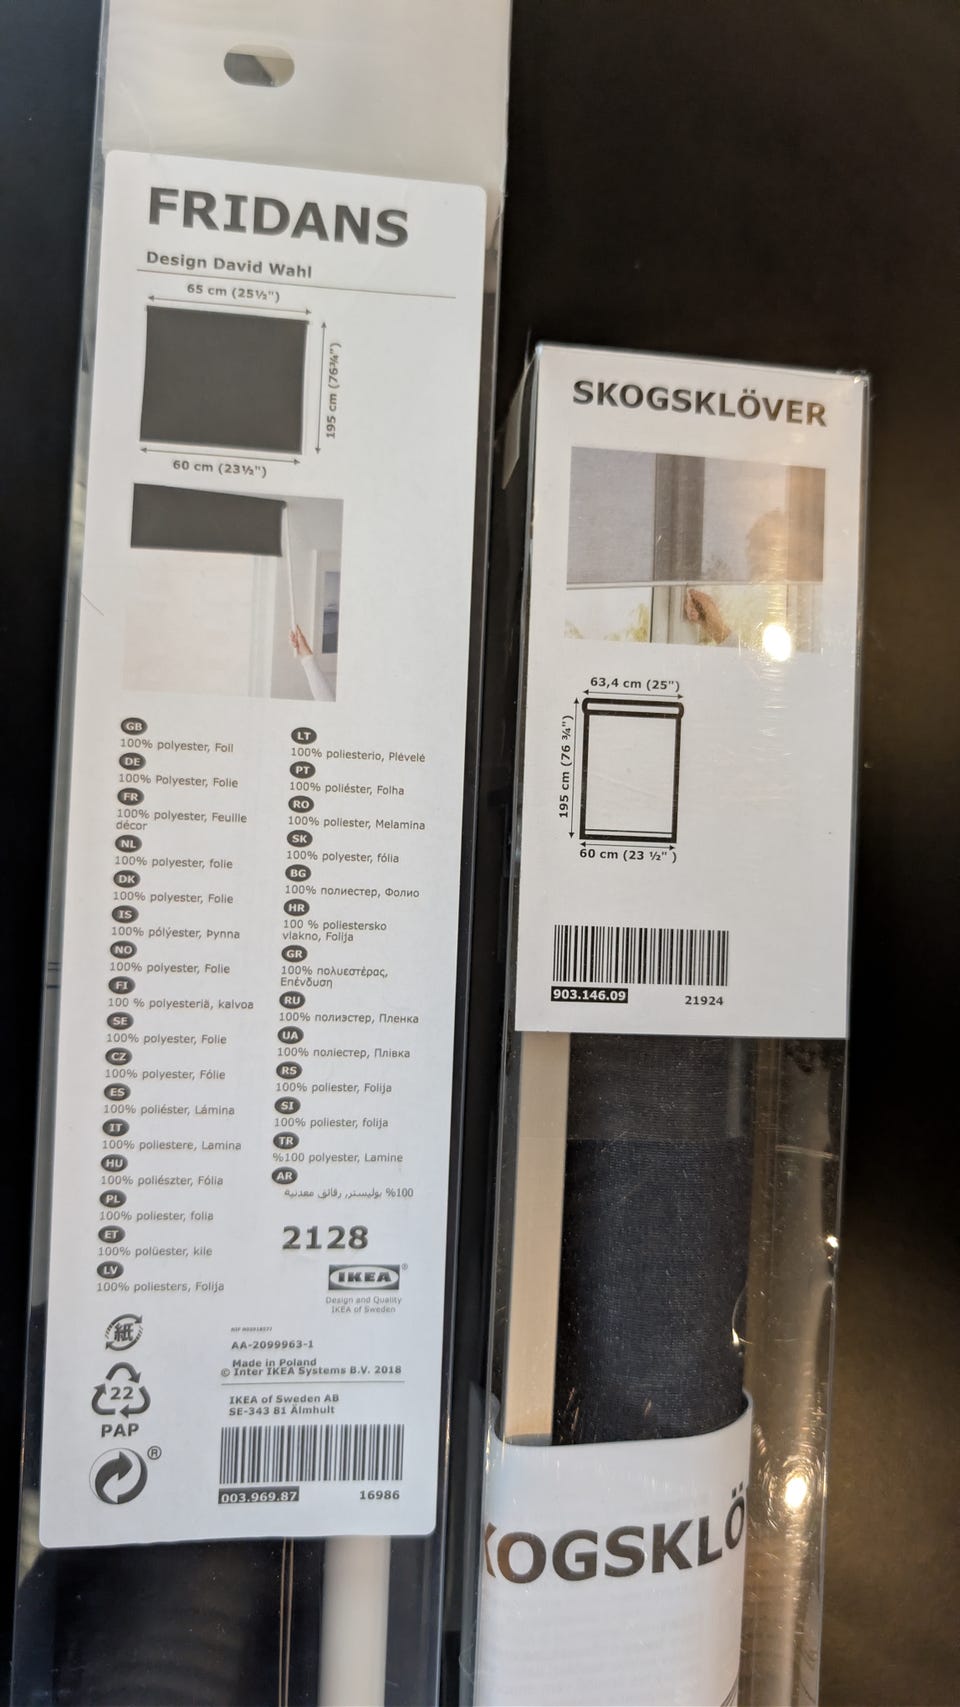 FRIDANS
Design David Wahl
65 cm (25½")
195 cm (76¾")
60 cm (23½")
GB
100% polyester, Foil
DE
100% Polyester, Folie
FR
100% polyester, Feuille
décor
NL
100% polyester, folie
DK
100% polyester, Folie
IS
100% pólýester, Þynna
NO
100% polyester, Folie
FI
100 % polyesteriä, kalvoa
SE
100% polyester, Folie
CZ
100% polyester, Fólie
ES
100% poliéster, Lámina
IT
100% poliestere, Lamina
HU
100% poliészter, Fólia
PL
100% poliester, folia
ET
100% polüester, kile
LV
100% poliesters, Folija
LT
100% poliesterio, Plėvelė
PT
100% poliéster, Folha
RO
100% poliester, Melamina
SK
100% polyester, fólia
BG
100% полиестер, Фолио
HR
100 % poliestersko
vlakno, Folija
GR
100% πολυεστέρας,
Επένδυση
RU
100% полиэстер, Пленка
UA
100% поліестер, Плівка
RS
100% poliester, Folija
SI
100% poliester, folija
TR
%100 polyester, Lamine
AR
%100 بوليستر, رقائق معدنية
2128
IKEA®
Design and Quality
IKEA of Sweden
紙
22
PAP
®
AA-2099963-1
Made in Poland
© Inter IKEA Systems B.V. 2018
IKEA of Sweden AB
SE-343 81 Älmhult
003.969.87 16986
SKOGSKLÖVER
63,4 cm (25")
195 cm (76 ¾")
60 cm (23 ½" )
903.146.09 21924
KOGSKLÖ